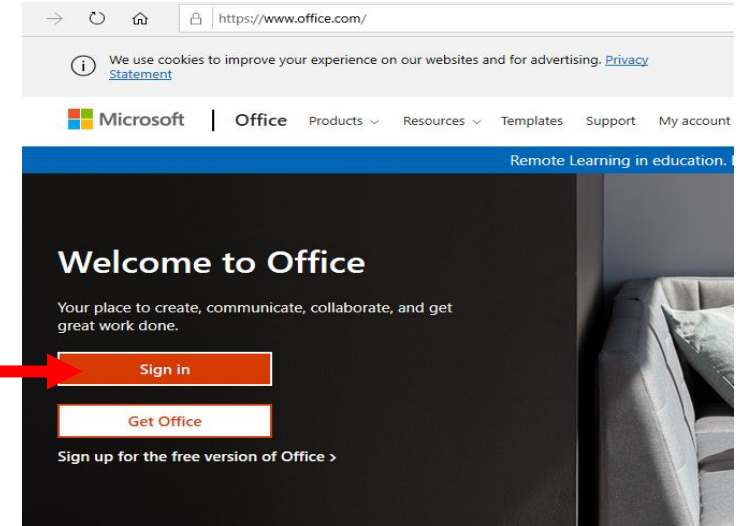 https://www.office.com/
We use cookies to improve your experience on our websites and for advertising. Privacy
Statement
Microsoft Office Products Resources Templates Support My account
Remote Learning in education.
Welcome to Office
Your place to create, communicate, collaborate, and get
great work done.
Sign in
Get Office
Sign up for the free version of Office >